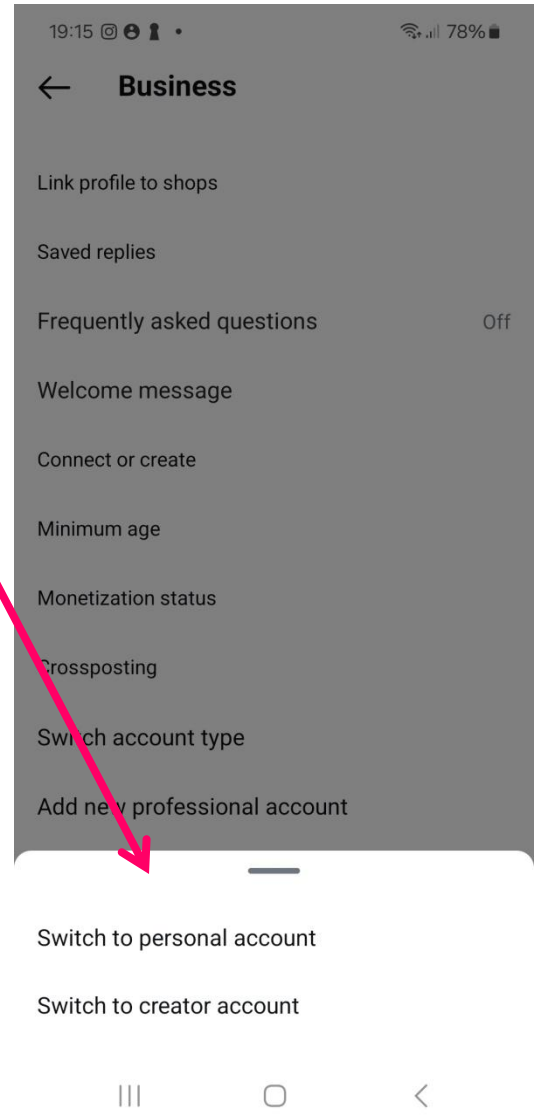 19:15
78%
Business
Link profile to shops
Saved replies
Frequently asked questions Off
Welcome message
Connect or create
Minimum age
Monetization status
Crossposting
Switch account type
Add new professional account
Switch to personal account
Switch to creator account